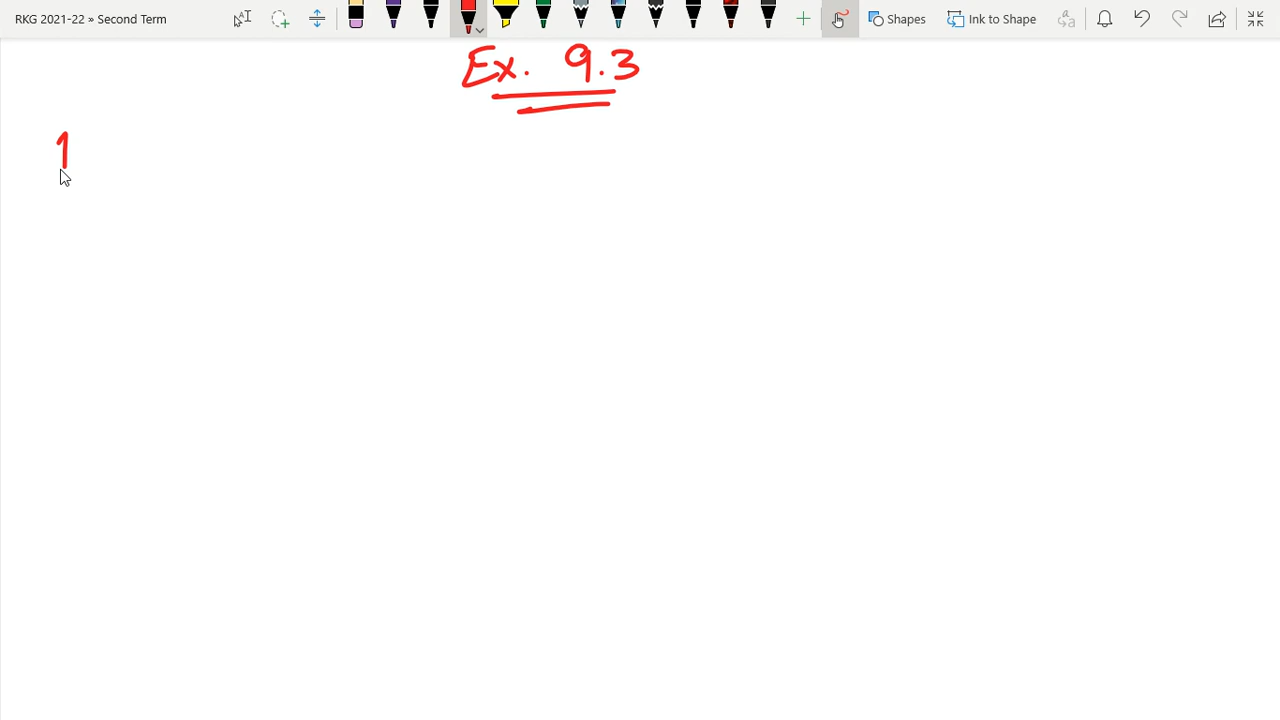 RKG 2021-22 » Second Term
Shapes
Ink to Shape
Ex. 9.3
1